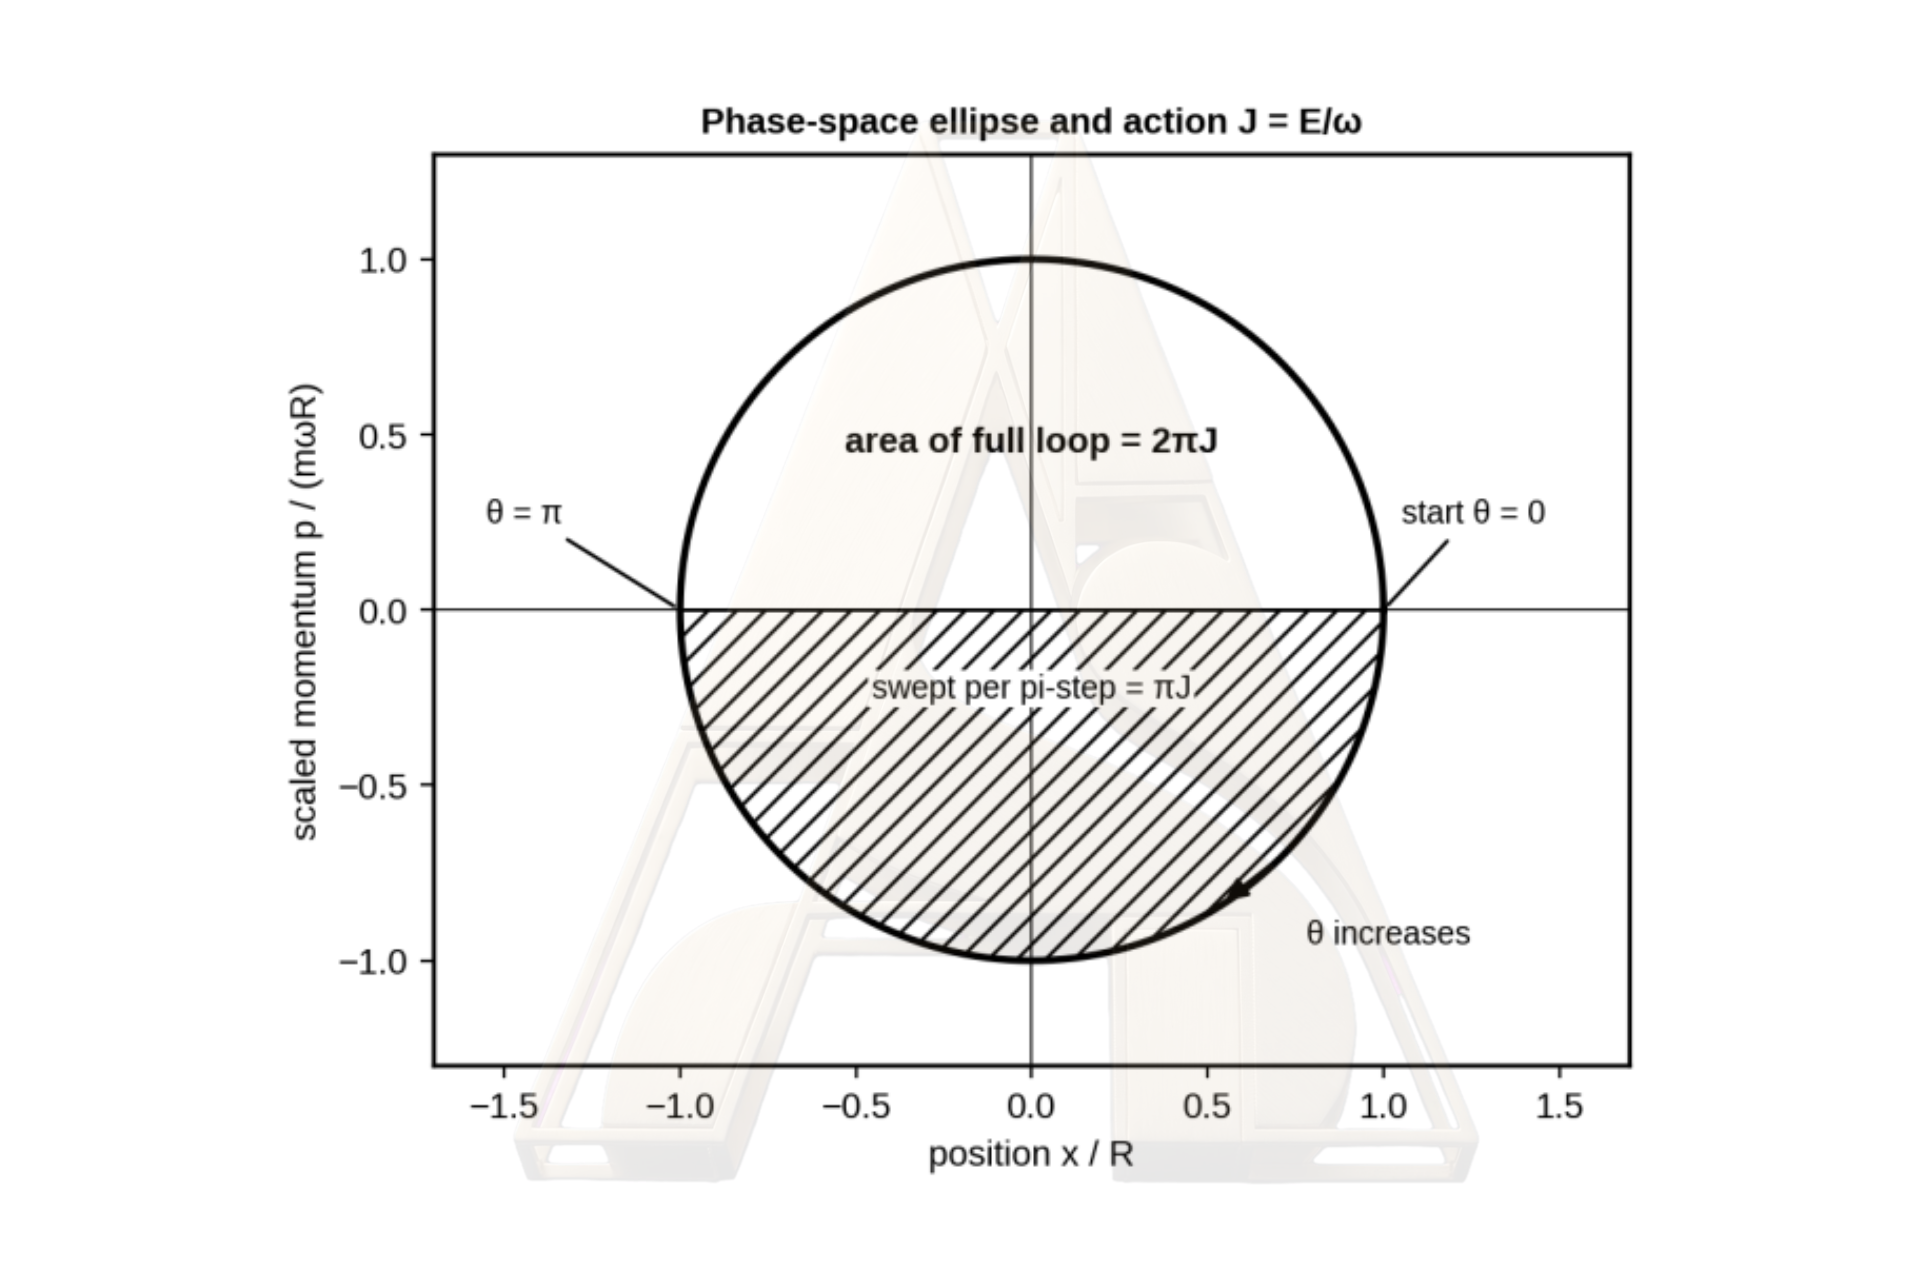 Phase-space ellipse and action J = E/ω
1.0
0.5
0.0
−0.5
−1.0
scaled momentum p / (mωR)
area of full loop = 2πJ
θ = π
start θ = 0
swept per pi-step = πJ
θ increases
−1.5
−1.0
−0.5
0.0
0.5
1.0
1.5
position x / R